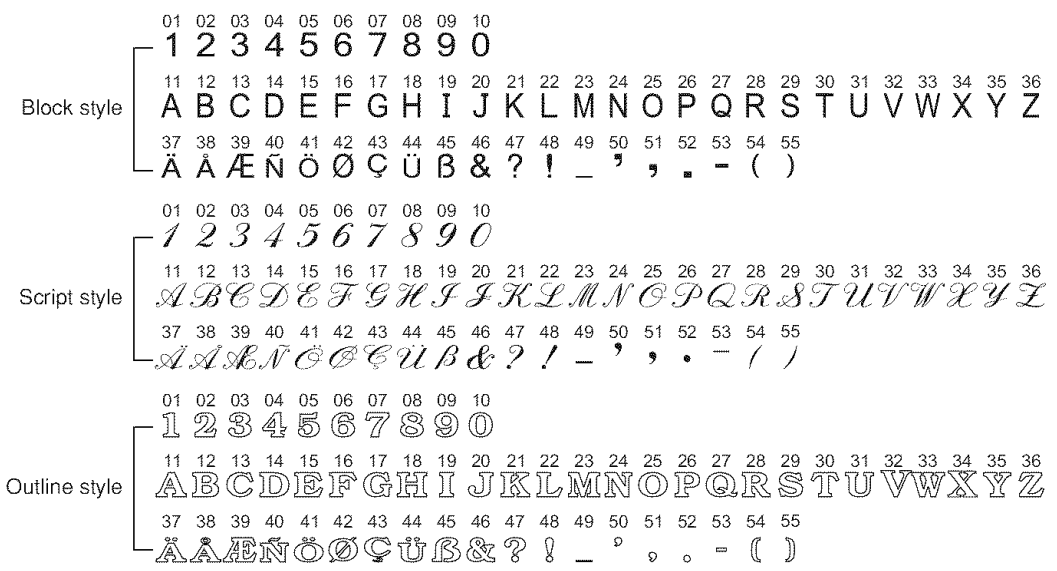 01 02 03 04 05 06 07 08 09 10
1 2 3 4 5 6 7 8 9 0
Block style
11 12 13 14 15 16 17 18 19 20 21 22 23 24 25 26 27 28 29 30 31 32 33 34 35 36
A B C D E F G H I J K L M N O P Q R S T U V W X Y Z
37 38 39 40 41 42 43 44 45 46 47 48 49 50 51 52 53 54 55
Ä Å Æ Ñ Ö Ø Ç Ü ß & ? ! _ ’ , . - ( )
01 02 03 04 05 06 07 08 09 10
1 2 3 4 5 6 7 8 9 0
Script style
11 12 13 14 15 16 17 18 19 20 21 22 23 24 25 26 27 28 29 30 31 32 33 34 35 36
A B C D E F G H I J K L M N O P Q R S T U V W X Y Z
37 38 39 40 41 42 43 44 45 46 47 48 49 50 51 52 53 54 55
Ä Å Æ Ñ Ö Ø Ç Ü ß & ? ! _ ’ , . - ( )
01 02 03 04 05 06 07 08 09 10
1 2 3 4 5 6 7 8 9 0
Outline style
11 12 13 14 15 16 17 18 19 20 21 22 23 24 25 26 27 28 29 30 31 32 33 34 35 36
A B C D E F G H I J K L M N O P Q R S T U V W X Y Z
37 38 39 40 41 42 43 44 45 46 47 48 49 50 51 52 53 54 55
Ä Å Æ Ñ Ö Ø Ç Ü ß & ? ! _ ’ , . - ( )